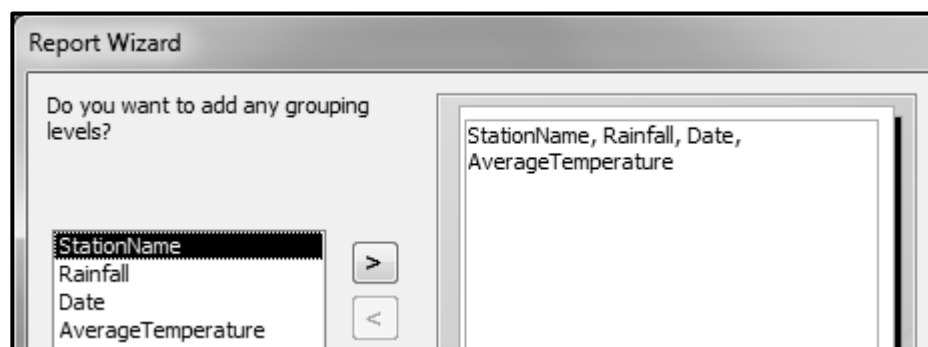 Report Wizard
Do you want to add any grouping
levels?
StationName
Rainfall
Date
AverageTemperature
>
<
StationName, Rainfall, Date,
AverageTemperature